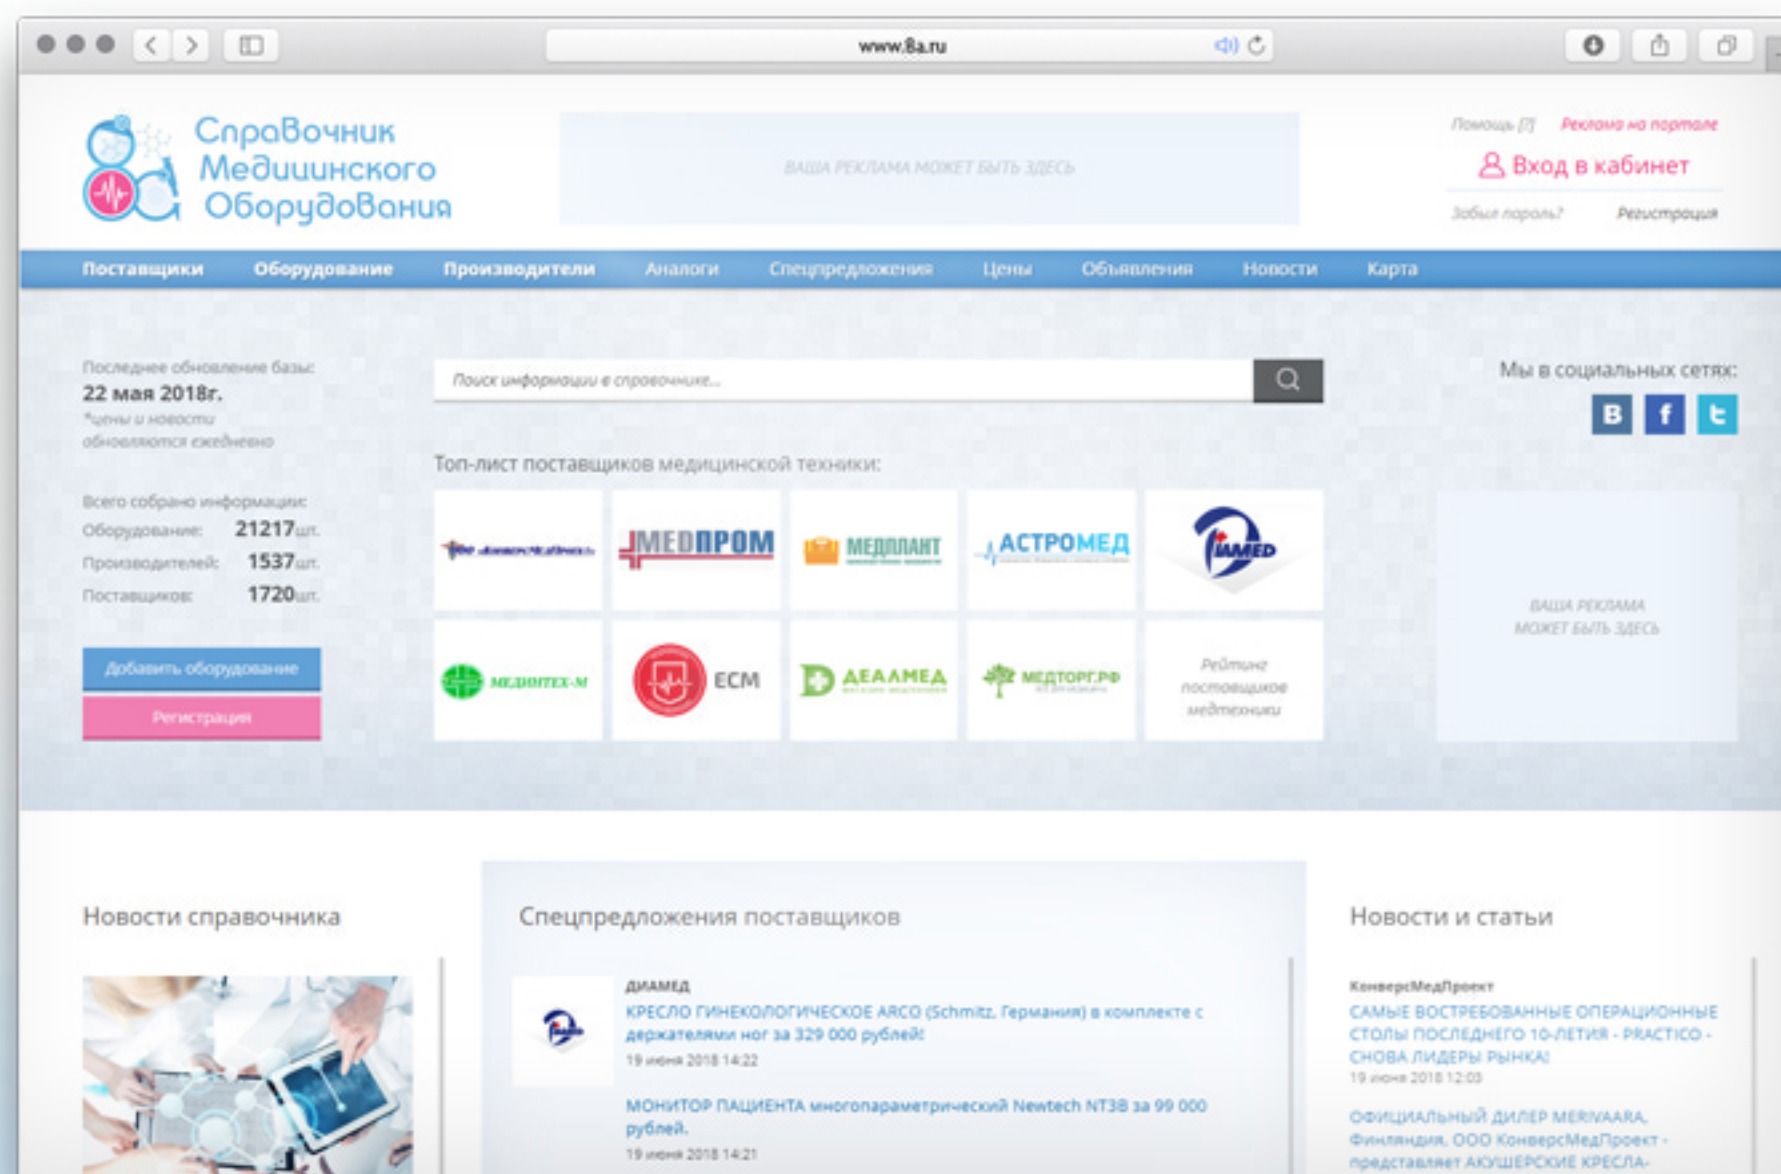 www.8a.ru
Справочник
Медицинского
Оборудования
ВАША РЕКЛАМА МОЖЕТ БЫТЬ ЗДЕСЬ
Помощь [?] Реклама на портале
Вход в кабинет
Забыл пароль? Регистрация
Поставщики Оборудование Производители Аналоги Спецпредложения Цены Объявления Новости Карта
Последнее обновление базы:
22 мая 2018г.
*цены и новости
обновляются ежедневно
Поиск информации в справочнике...
Мы в социальных сетях:
Топ-лист поставщиков медицинской техники:
Всего собрано информации:
Оборудование: 21217шт.
Производителей: 1537шт.
Поставщиков: 1720шт.
Добавить оборудование
Регистрация
ООО «КонверсМедПроект»
МЕДПРОМ
МЕДПЛАНТ
АСТРОМЕД
ДИАМЕД
МЕДИНТЕХ-М
ЕСМ
ДЕАЛМЕД
МЕДТОРГ.РФ
Рейтинг
поставщиков
медтехники
ВАША РЕКЛАМА
МОЖЕТ БЫТЬ ЗДЕСЬ
Новости справочника
Спецпредложения поставщиков
ДИАМЕД
КРЕСЛО ГИНЕКОЛОГИЧЕСКОЕ ARCO (Schmitz, Германия) в комплекте с
держателями ног за 329 000 рублей!
19 июня 2018 14:22
МОНИТОР ПАЦИЕНТА многопараметрический Newtech NT3B за 99 000
рублей.
19 июня 2018 14:21
Новости и статьи
КонверсМедПроект
САМЫЕ ВОСТРЕБОВАННЫЕ ОПЕРАЦИОННЫЕ
СТОЛЫ ПОСЛЕДНЕГО 10-ЛЕТИЯ - PRACTICO -
СНОВА ЛИДЕРЫ РЫНКА!
19 июня 2018 12:03
ОФИЦИАЛЬНЫЙ ДИЛЕР MERIVAARA,
Финляндия, ООО КонверсМедПроект -
представляет АКУШЕРСКИЕ КРЕСЛА-